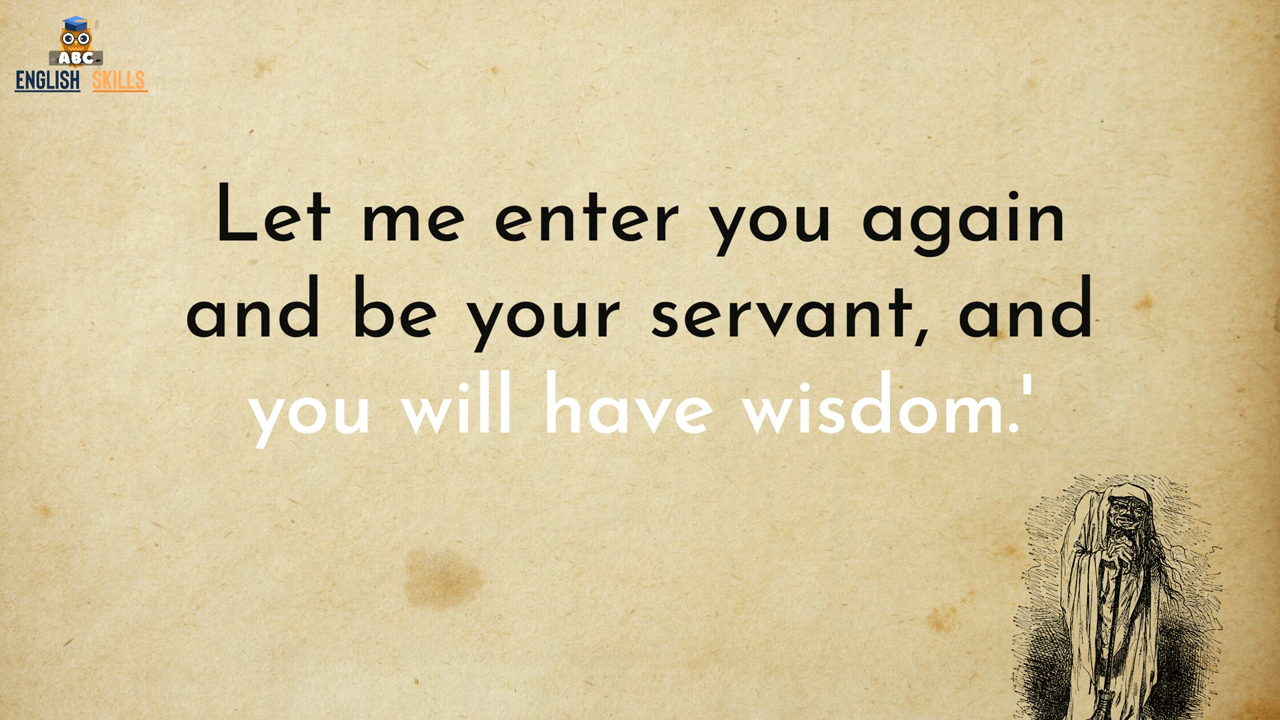 ABC
ENGLISH SKILLS
Let me enter you again
and be your servant, and
you will have wisdom.'